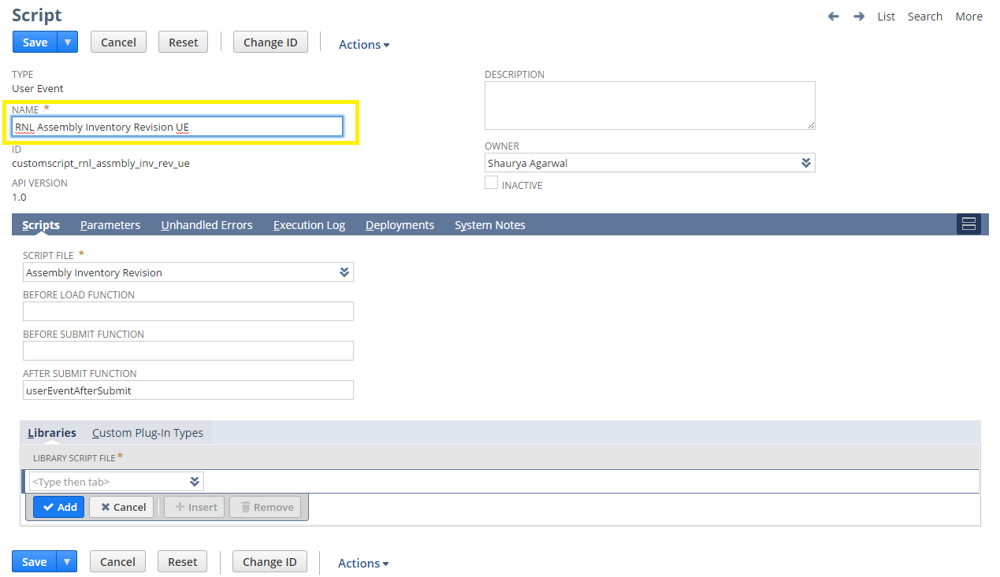 Script
List Search More
Save Cancel Reset Change ID Actions
TYPE
User Event
NAME *
RNL Assembly Inventory Revision UE
ID
customscript_rnl_assmbly_inv_rev_ue
API VERSION
1.0
DESCRIPTION
OWNER
Shaurya Agarwal
INACTIVE
Scripts Parameters Unhandled Errors Execution Log Deployments System Notes
SCRIPT FILE *
Assembly Inventory Revision
BEFORE LOAD FUNCTION
BEFORE SUBMIT FUNCTION
AFTER SUBMIT FUNCTION
userEventAfterSubmit
Libraries Custom Plug-In Types
LIBRARY SCRIPT FILE *
<Type then tab>
Add Cancel Insert Remove
Save Cancel Reset Change ID Actions